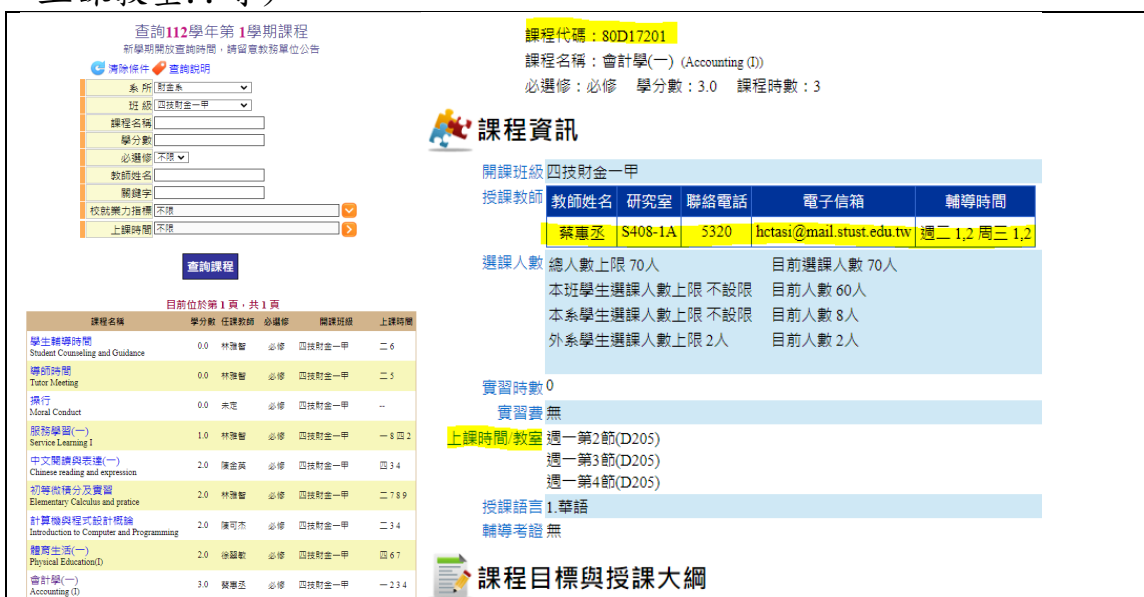 上課教室…等)
查詢112學年第 1學期課程
新學期開放查詢時間，請留意教務單位公告
清除條件 查詢說明
系 所 財金系
班 級 四技財金一甲
課程名稱
學分數
必選修 不限
教師姓名
關鍵字
校就業力指標 不限
上課時間 不限
查詢課程
目前位於第 1 頁，共 1 頁
課程名稱 學分數 任課教師 必選修 開課班級 上課時間
學生輔導時間 0.0 林雅智 必修 四技財金一甲 二 6
Student Counseling and Guidance
導師時間 0.0 林雅智 必修 四技財金一甲 二 5
Tutor Meeting
操行 0.0 未定 必修 四技財金一甲 --
Moral Conduct
服務學習(一) 1.0 林雅智 必修 四技財金一甲 一 8 四 2
Service Learning I
中文閱讀與表達(一) 2.0 陳金英 必修 四技財金一甲 四 3 4
Chinese reading and expression
初等微積分及實習 2.0 林雅智 必修 四技財金一甲 二 7 8 9
Elementary Calculus and pratice
計算機與程式設計概論 2.0 陳可杰 必修 四技財金一甲 二 3 4
Introduction to Computer and Programming
體育生活(一) 2.0 徐毉敏 必修 四技財金一甲 四 6 7
Physical Education(I)
會計學(一) 3.0 蔡惠丞 必修 四技財金一甲 一 2 3 4
Accounting (I)
課程代碼：80D17201
課程名稱：會計學(一) (Accounting (I))
必選修：必修 學分數：3.0 課程時數：3
課程資訊
開課班級 四技財金一甲
授課教師 教師姓名 研究室 聯絡電話 電子信箱 輔導時間
蔡惠丞 S408-1A 5320 hctasi@mail.stust.edu.tw 週二 1,2 周三 1,2
選課人數 總人數上限 70人 目前選課人數 70人
本班學生選課人數上限 不設限 目前人數 60人
本系學生選課人數上限 不設限 目前人數 8人
外系學生選課人數上限 2人 目前人數 2人
實習時數 0
實習費 無
上課時間/教室 週一第2節(D205)
週一第3節(D205)
週一第4節(D205)
授課語言 1.華語
輔導考證 無
課程目標與授課大綱